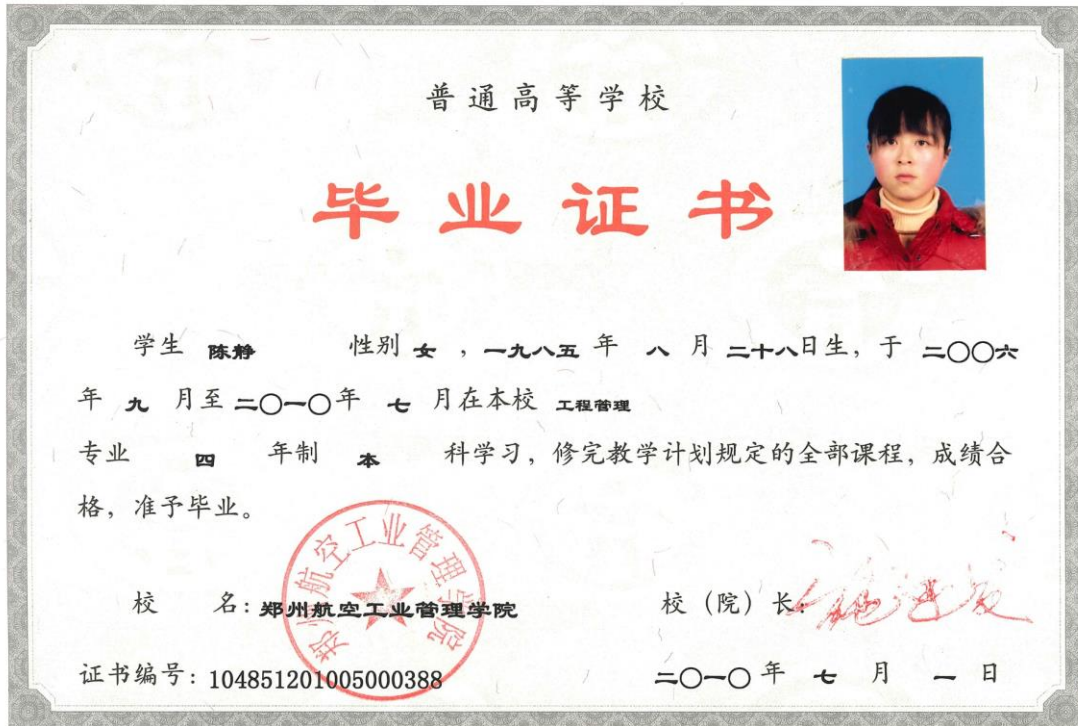 普通高等学校
毕业证书
学生 陈静 性别 女 ，一九八五 年 八 月 二十八日生，于 二〇〇六
年 九 月至 二〇一〇年 七 月在本校 工程管理
专业 四 年制 本 科学习，修完教学计划规定的全部课程，成绩合
格，准予毕业。
郑州航空工业管理学院
校 名：郑州航空工业管理学院 校（院）长：
证书编号：104851201005000388 二〇一〇 年 七 月 一 日